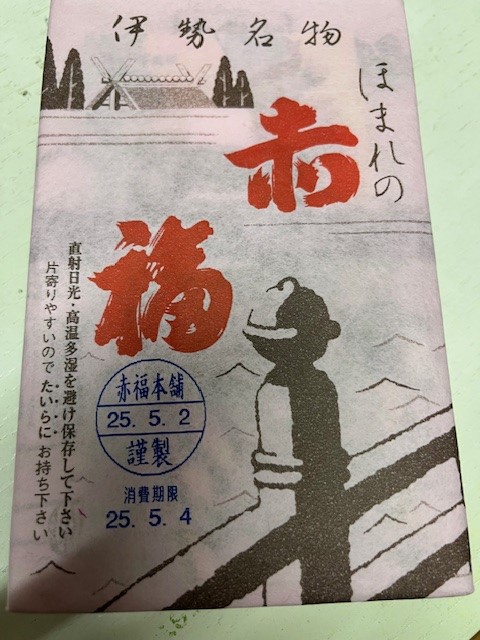 伊勢名物
ほまれの
赤
福
直射日光・高温多湿を避け保存して下さい
片寄りやすいので たいらに お持ち下さい
赤福本舗
25. 5. 2
謹製
消費期限
25. 5. 4